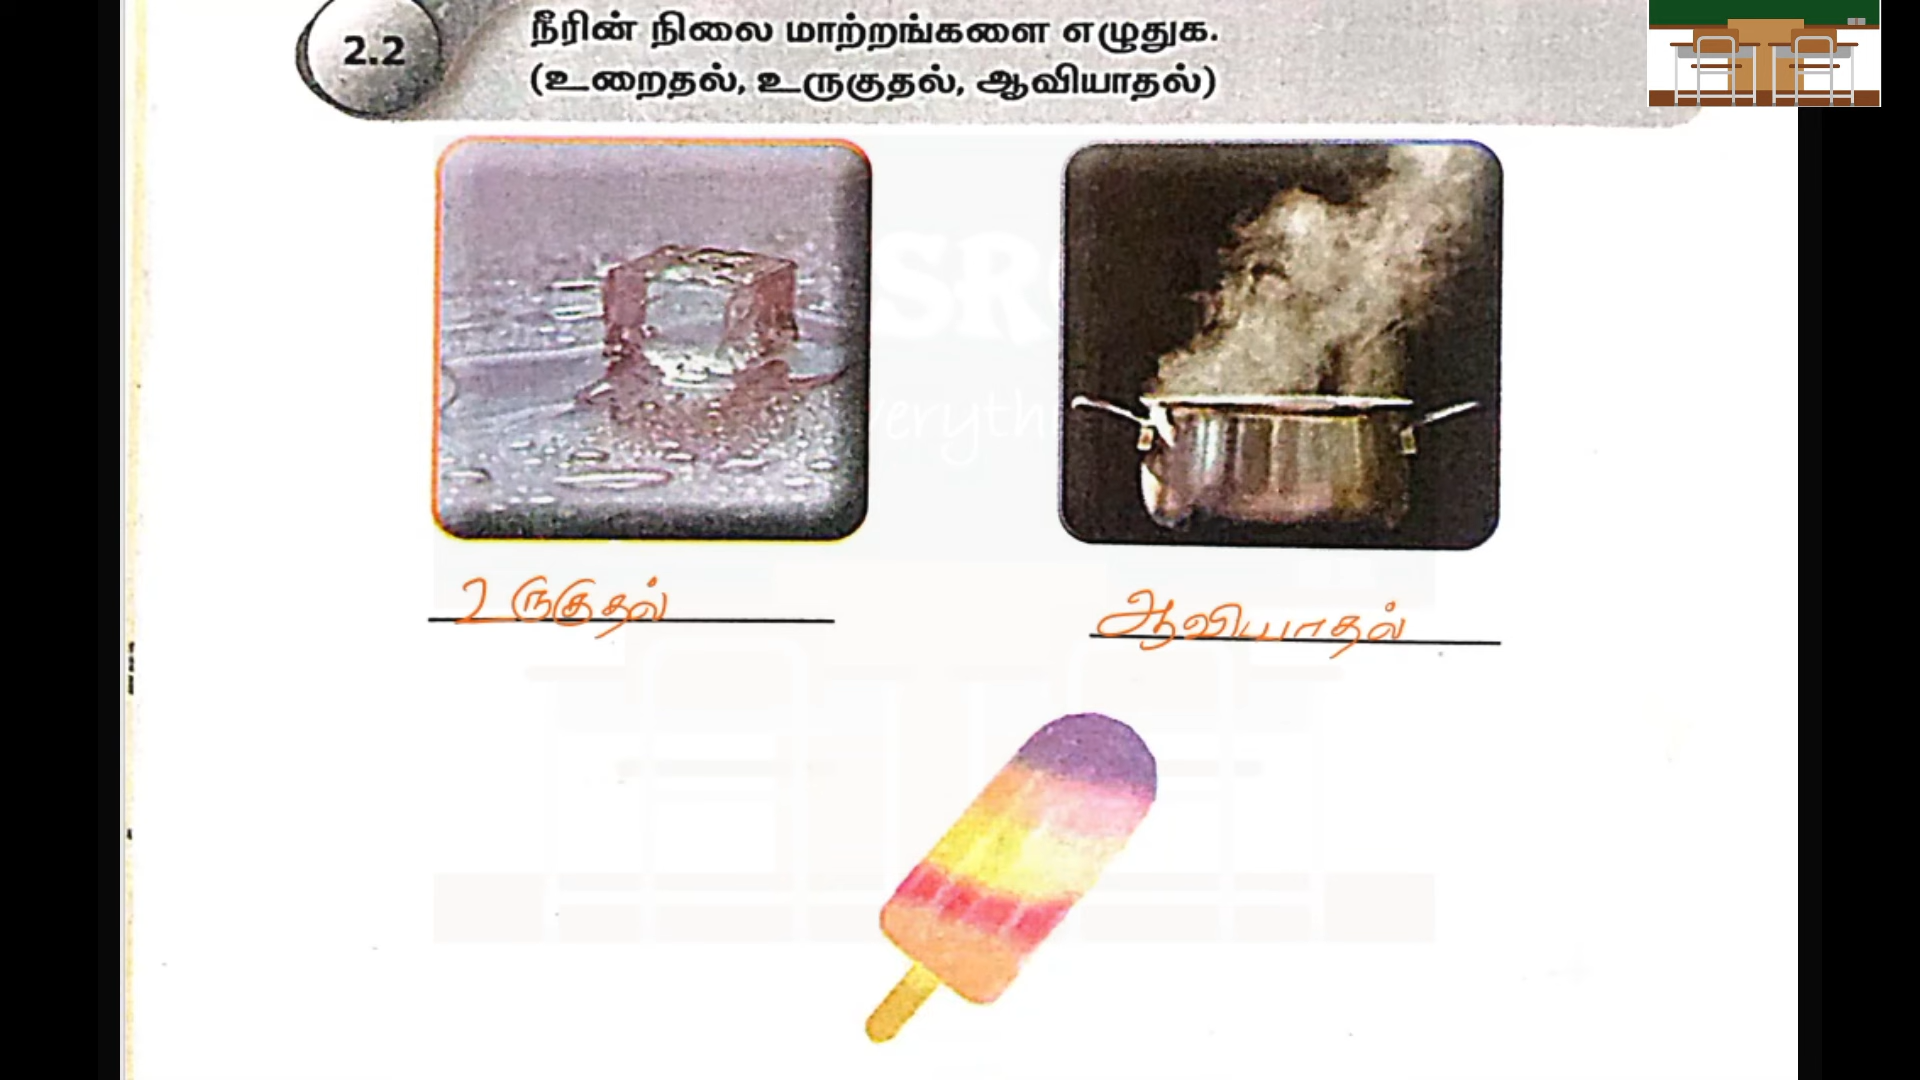 2.2
நீரின் நிலை மாற்றங்களை எழுதுக.
(உறைதல், உருகுதல், ஆவியாதல்)
உருகுதல்
ஆவியாதல்